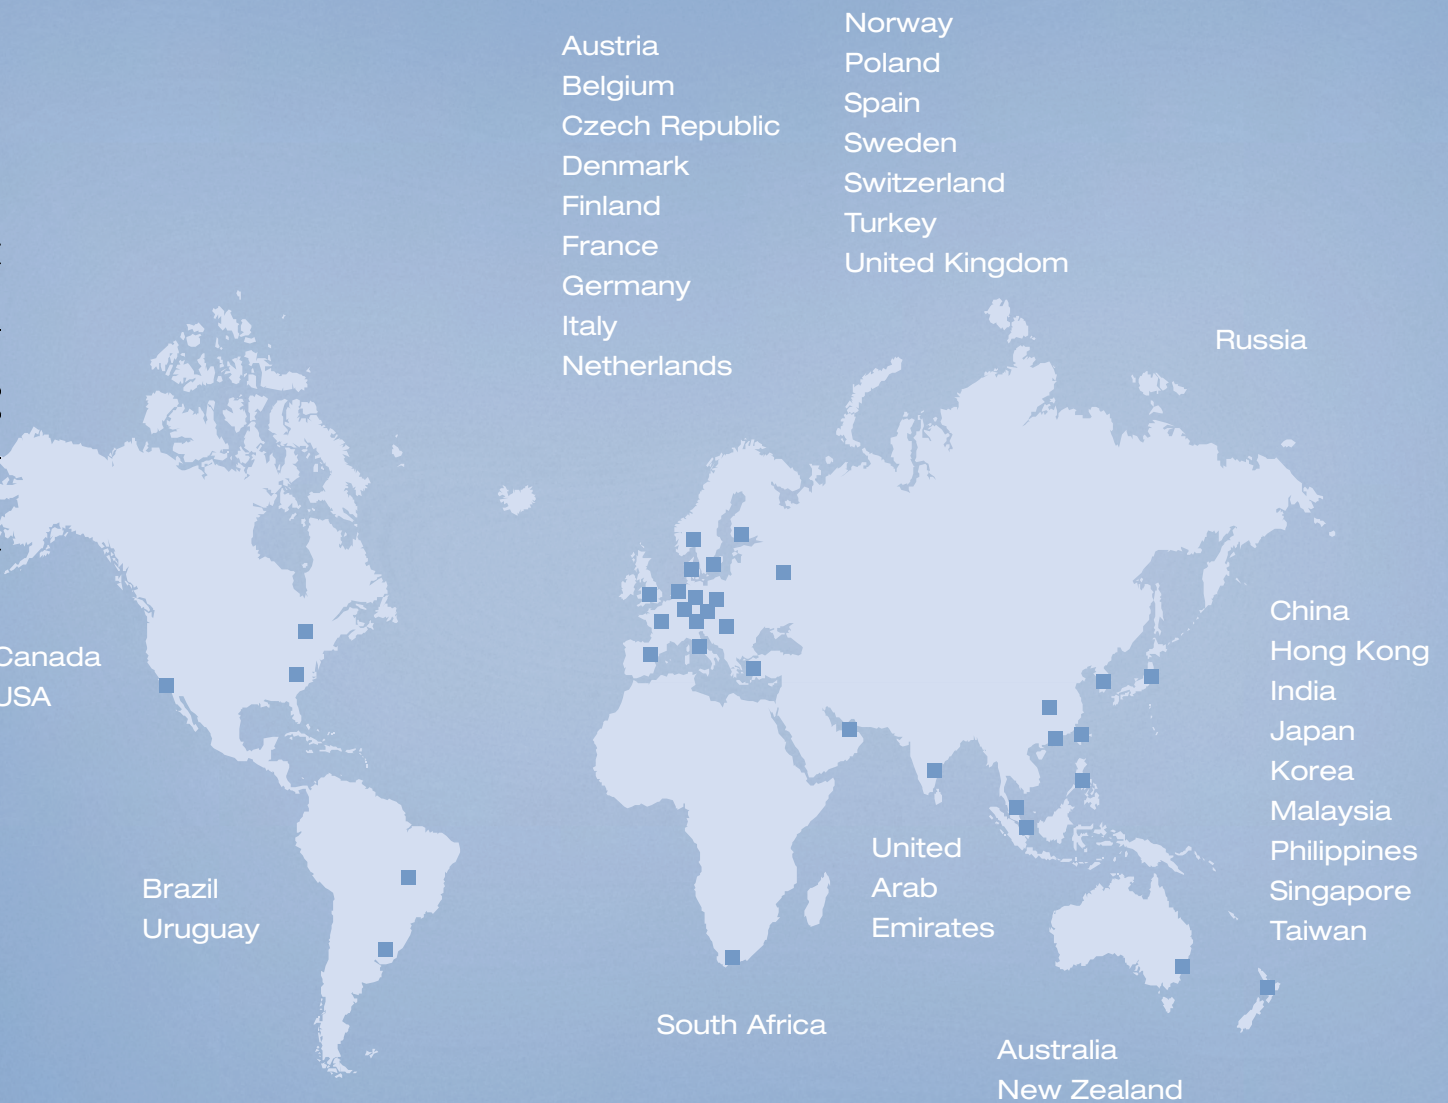 Austria
Belgium
Czech Republic
Denmark
Finland
France
Germany
Italy
Netherlands
Norway
Poland
Spain
Sweden
Switzerland
Turkey
United Kingdom
Russia
Canada
USA
China
Hong Kong
India
Japan
Korea
Malaysia
Philippines
Singapore
Taiwan
Brazil
Uruguay
United
Arab
Emirates
South Africa
Australia
New Zealand